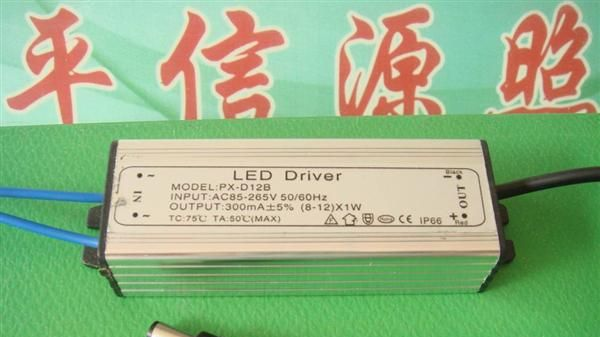 平信源照
LED Driver
MODEL:PX-D12B
INPUT:AC85-265V 50/60Hz
OUTPUT:300mA±5% (8-12)X1W
TC:75℃ TA:50℃(MAX)
CE IP66
~ IN ~
Black -
OUT
+ Red